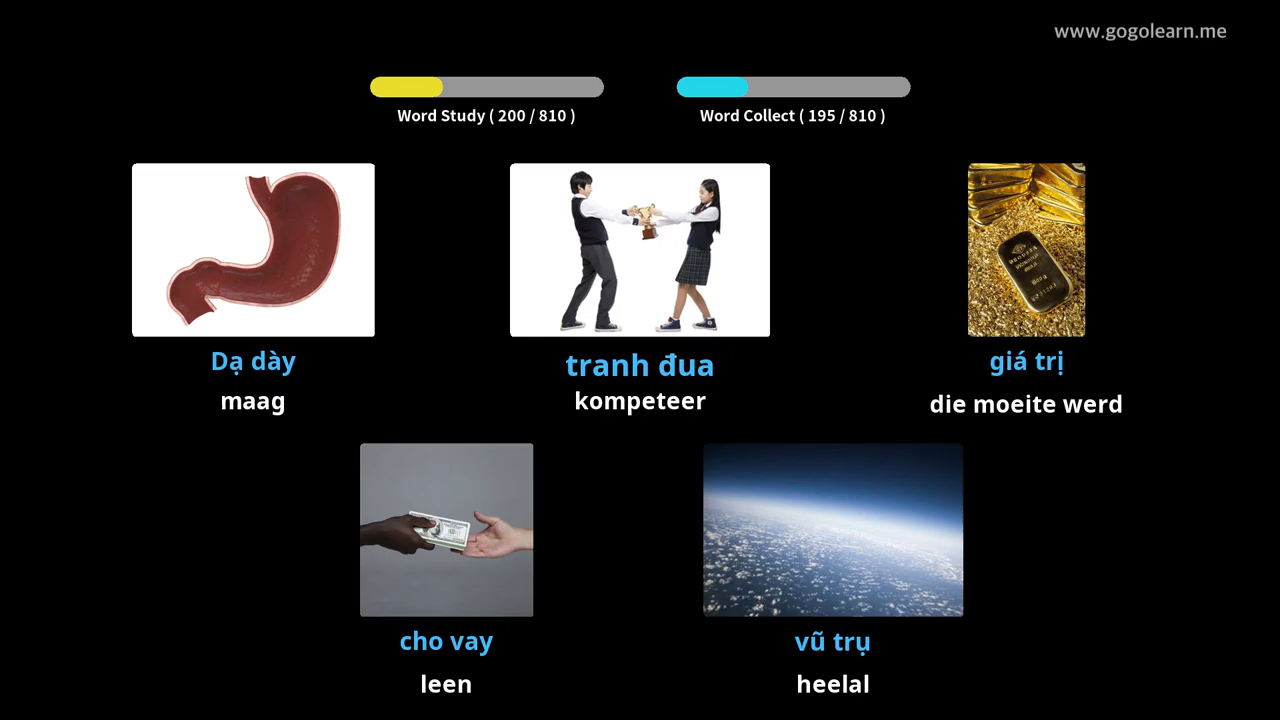 www.gogolearn.me
Word Study ( 200 / 810 )
Word Collect ( 195 / 810 )
Dạ dày
maag
tranh đua
kompeteer
giá trị
die moeite werd
cho vay
leen
vũ trụ
heelal